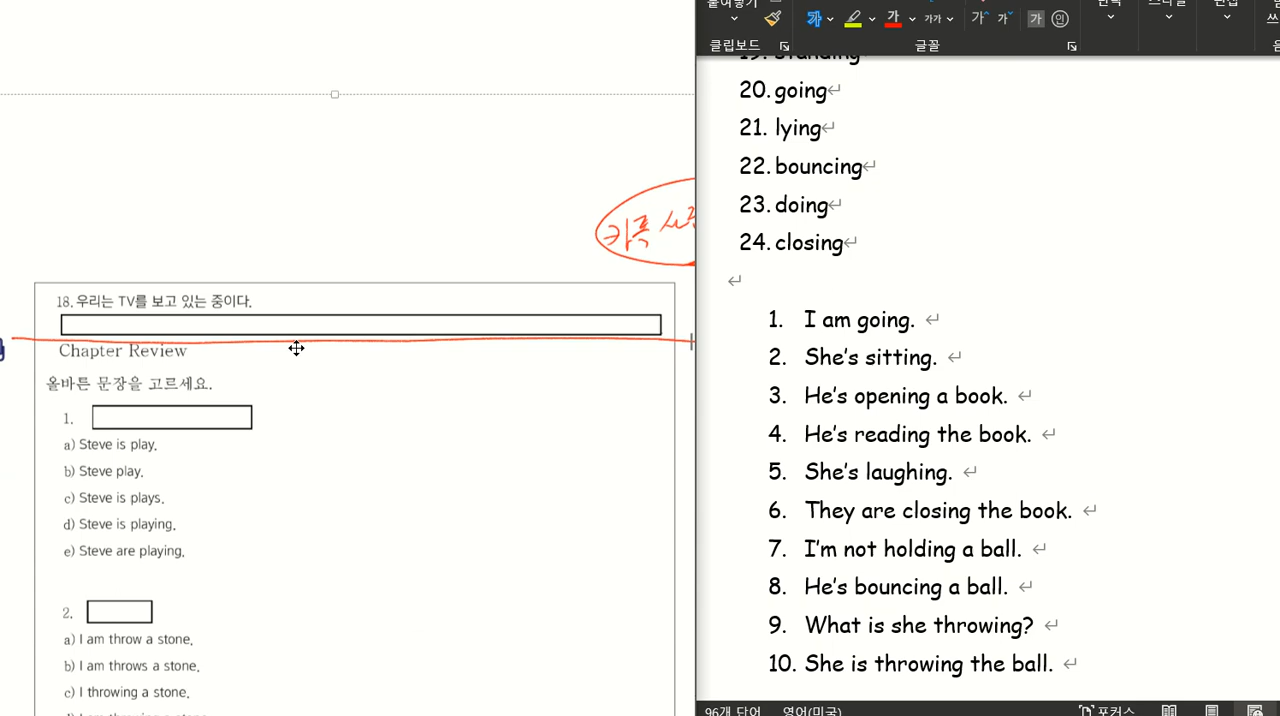 18. 우리는 TV를 보고 있는 중이다.
Chapter Review
올바른 문장을 고르세요.
1.
a) Steve is play.
b) Steve play.
c) Steve is plays.
d) Steve is playing.
e) Steve are playing.
2.
a) I am throw a stone.
b) I am throws a stone.
c) I throwing a stone.
클립보드
가
가
가
글꼴
19. standing
20. going
21. lying
22. bouncing
23. doing
24. closing
1. I am going.
2. She's sitting.
3. He's opening a book.
4. He's reading the book.
5. She's laughing.
6. They are closing the book.
7. I'm not holding a ball.
8. He's bouncing a ball.
9. What is she throwing?
10. She is throwing the ball.
96개 단어 영어(미국) 포커스